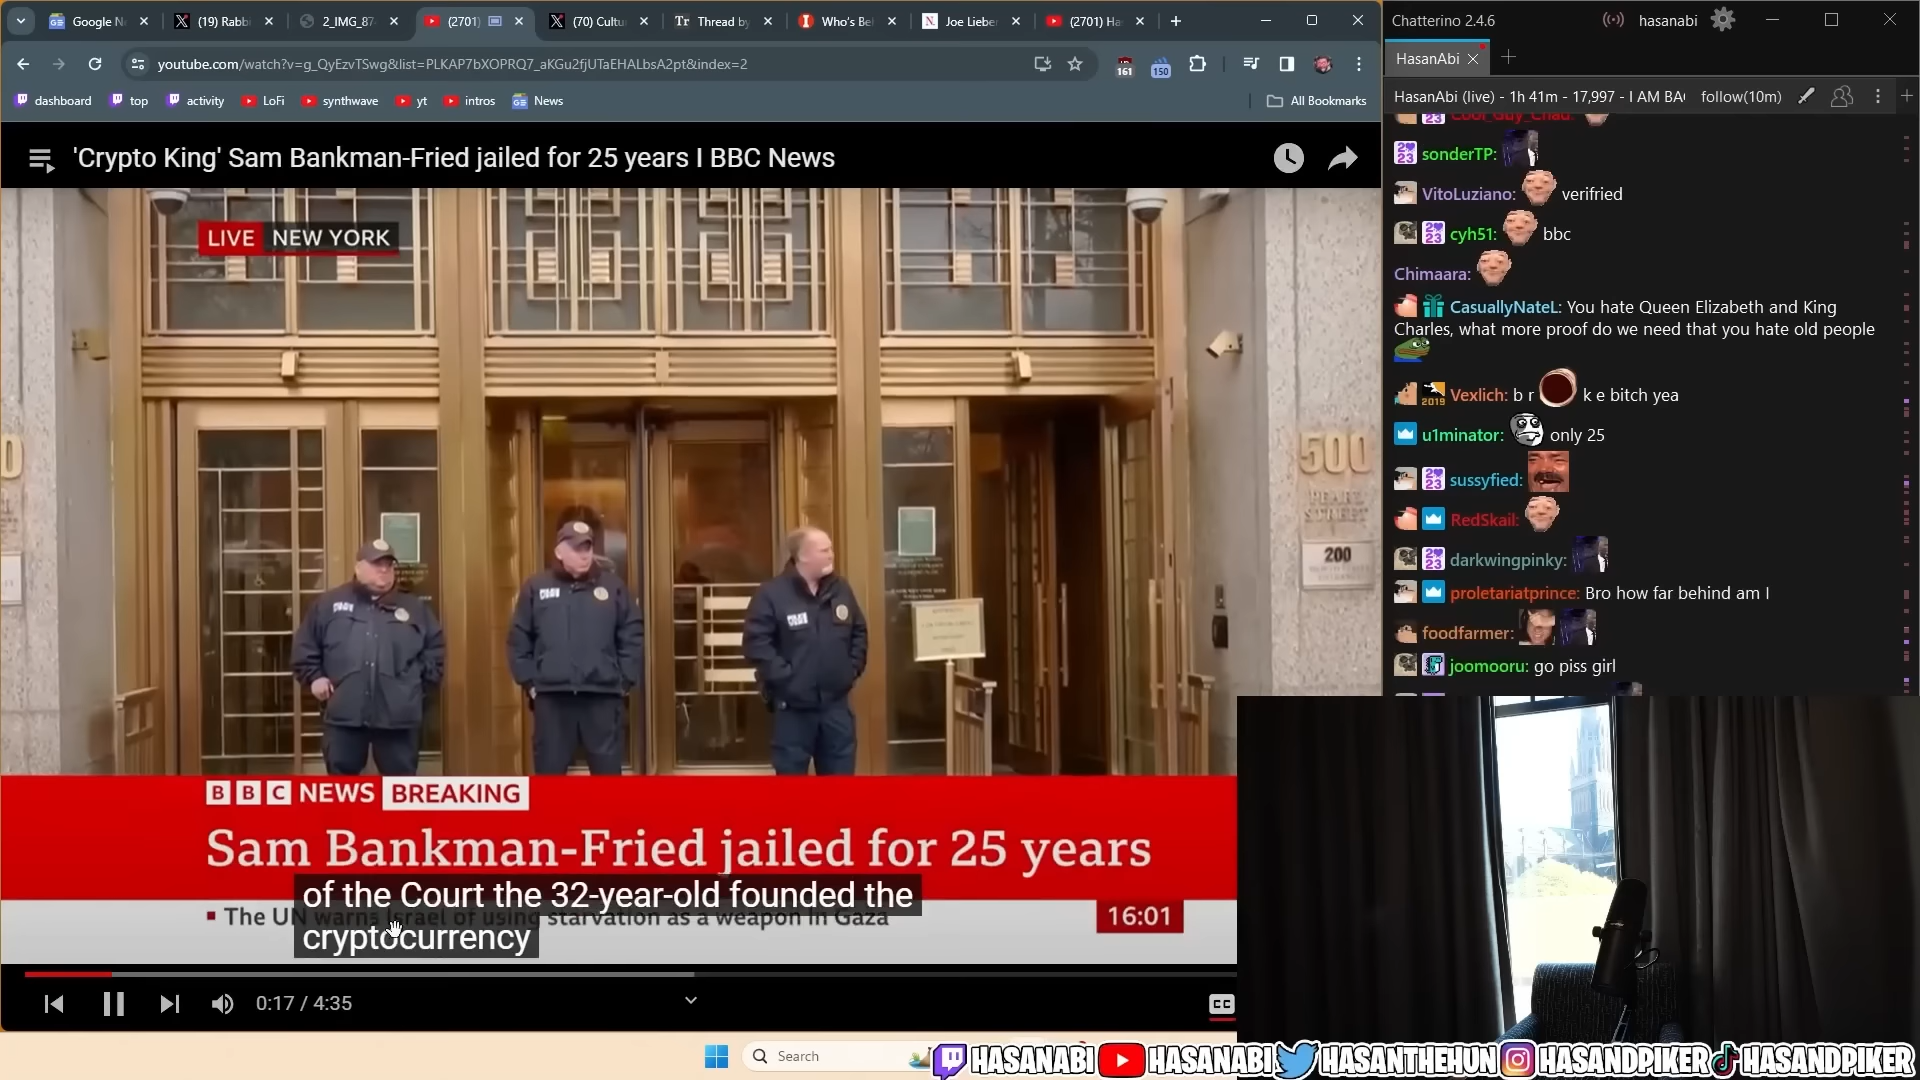 Google N
(19) Rabb
2_IMG_87
(2701)
(70) Cultu
Tr Thread by
Who's Be
N. Joe Lieber
(2701) Ha
youtube.com/watch?v=g_QyEzvTSwg&list=PLKAP7bXOPRQ7_aKGu2fjUTaEHALbsA2pt&index=2
161
150
dashboard
top
activity
LoFi
synthwave
yt
intros
News
All Bookmarks
'Crypto King' Sam Bankman-Fried jailed for 25 years I BBC News
LIVE NEW YORK
500
PEARL
STREET
200
BBC NEWS BREAKING
Sam Bankman-Fried jailed for 25 years
The UN warns Israel of using starvation as a weapon in Gaza
16:01
of the Court the 32-year-old founded the
cryptocurrency
0:17 / 4:35
CC
Search
Chatterino 2.4.6
hasanabi
HasanAbi
HasanAbi (live) - 1h 41m - 17,997 - I AM BA
follow(10m)
Cool_Guy_Chad:
sonderTP:
VitoLuziano: verifried
cyh51: bbc
Chimaara:
CasuallyNateL: You hate Queen Elizabeth and King
Charles, what more proof do we need that you hate old people
2019 Vexlich: b r k e bitch yea
u1minator: only 25
sussyfied:
RedSkail:
darkwingpinky:
proletariatprince: Bro how far behind am I
foodfarmer:
joomooru: go piss girl
HASANABI
HASANABI
HASANTHEHUN
HASANDPIKER
HASANDPIKER